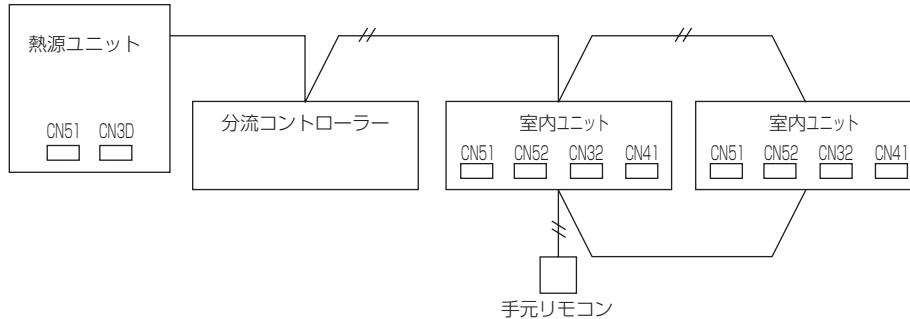 熱源ユニット
CN51 CN3D
分流コントローラー
室内ユニット
CN51 CN52 CN32 CN41
室内ユニット
CN51 CN52 CN32 CN41
手元リモコン